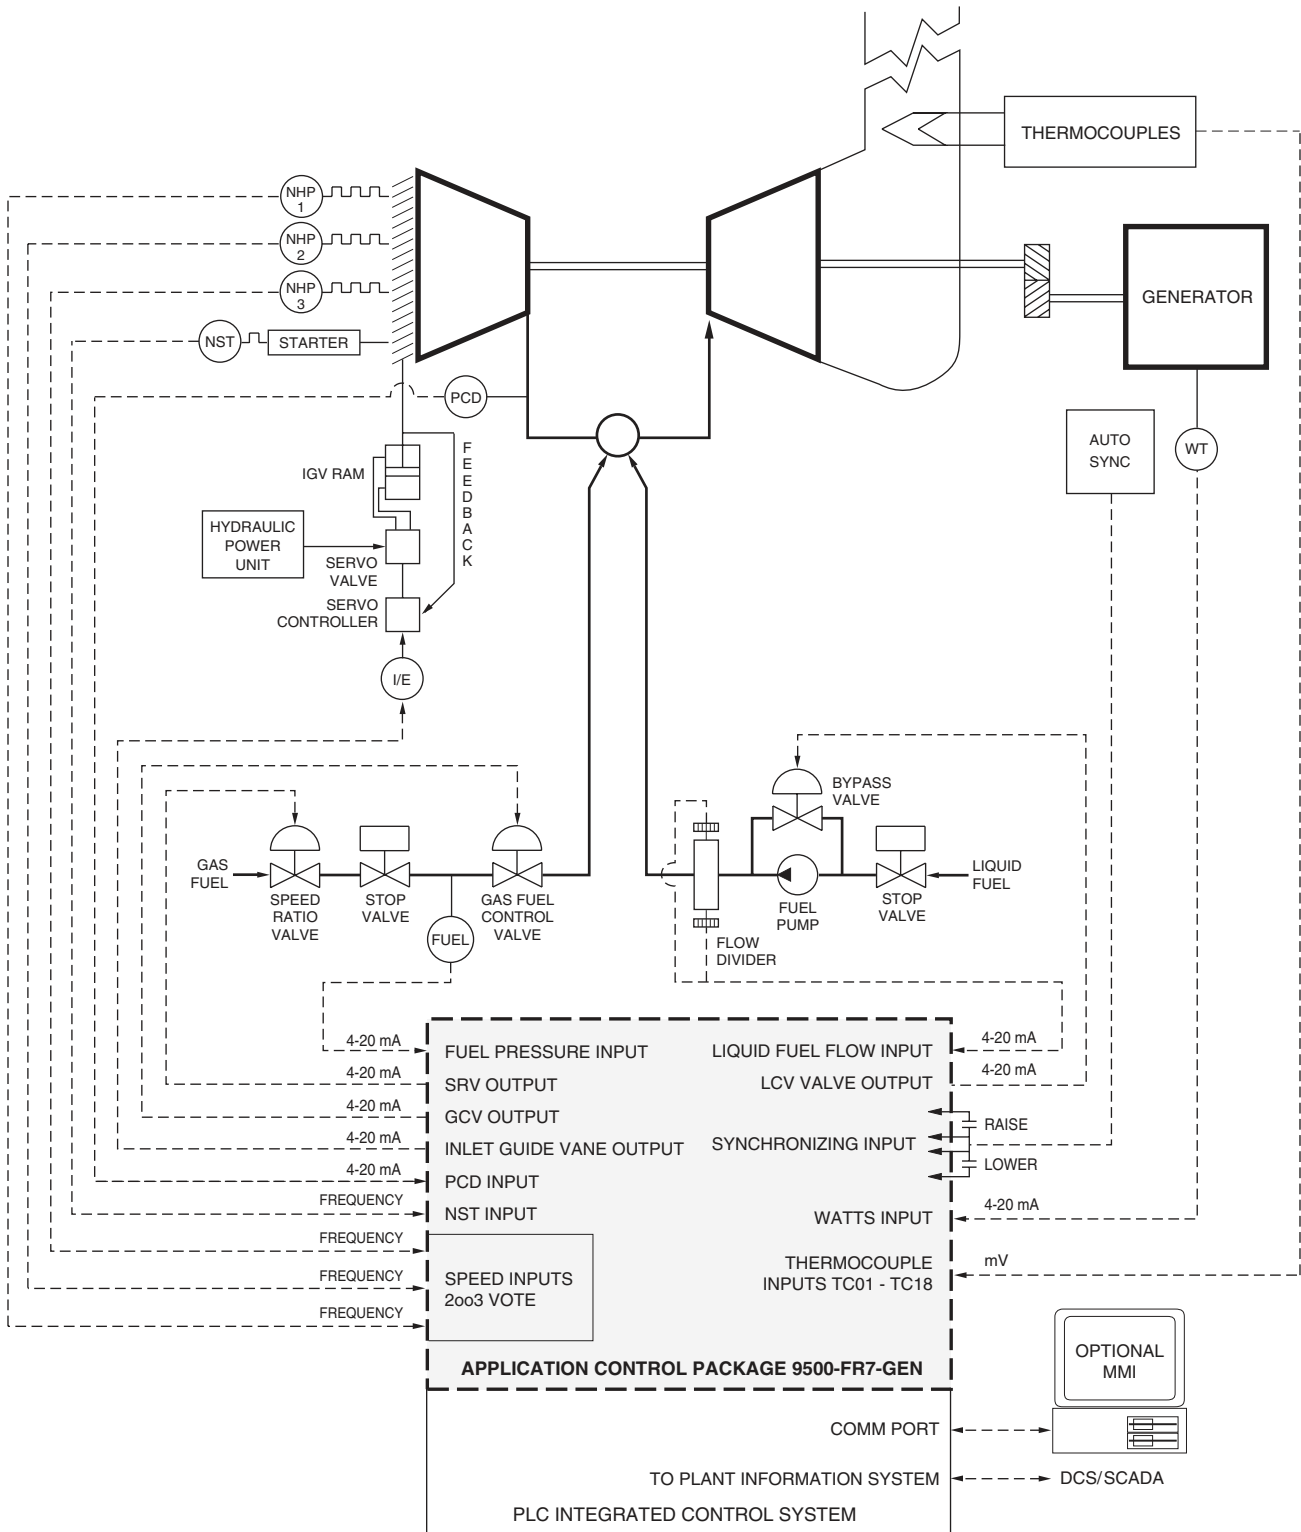 THERMOCOUPLES
NHP
1
NHP
2
NHP
3
NST
STARTER
GENERATOR
PCD
AUTO
SYNC
WT
FEEDBACK
IGV RAM
HYDRAULIC
POWER
UNIT
SERVO
VALVE
SERVO
CONTROLLER
I/E
BYPASS
VALVE
GAS
FUEL
SPEED
RATIO
VALVE
STOP
VALVE
GAS FUEL
CONTROL
VALVE
FUEL
FLOW
DIVIDER
FUEL
PUMP
STOP
VALVE
LIQUID
FUEL
4-20 mA
FUEL PRESSURE INPUT
4-20 mA
SRV OUTPUT
4-20 mA
GCV OUTPUT
4-20 mA
INLET GUIDE VANE OUTPUT
4-20 mA
PCD INPUT
FREQUENCY
NST INPUT
FREQUENCY
FREQUENCY
FREQUENCY
SPEED INPUTS
2oo3 VOTE
LIQUID FUEL FLOW INPUT
4-20 mA
LCV VALVE OUTPUT
4-20 mA
SYNCHRONIZING INPUT
RAISE
LOWER
WATTS INPUT
4-20 mA
THERMOCOUPLE
INPUTS TC01 - TC18
mV
APPLICATION CONTROL PACKAGE 9500-FR7-GEN
OPTIONAL
MMI
COMM PORT
TO PLANT INFORMATION SYSTEM
DCS/SCADA
PLC INTEGRATED CONTROL SYSTEM